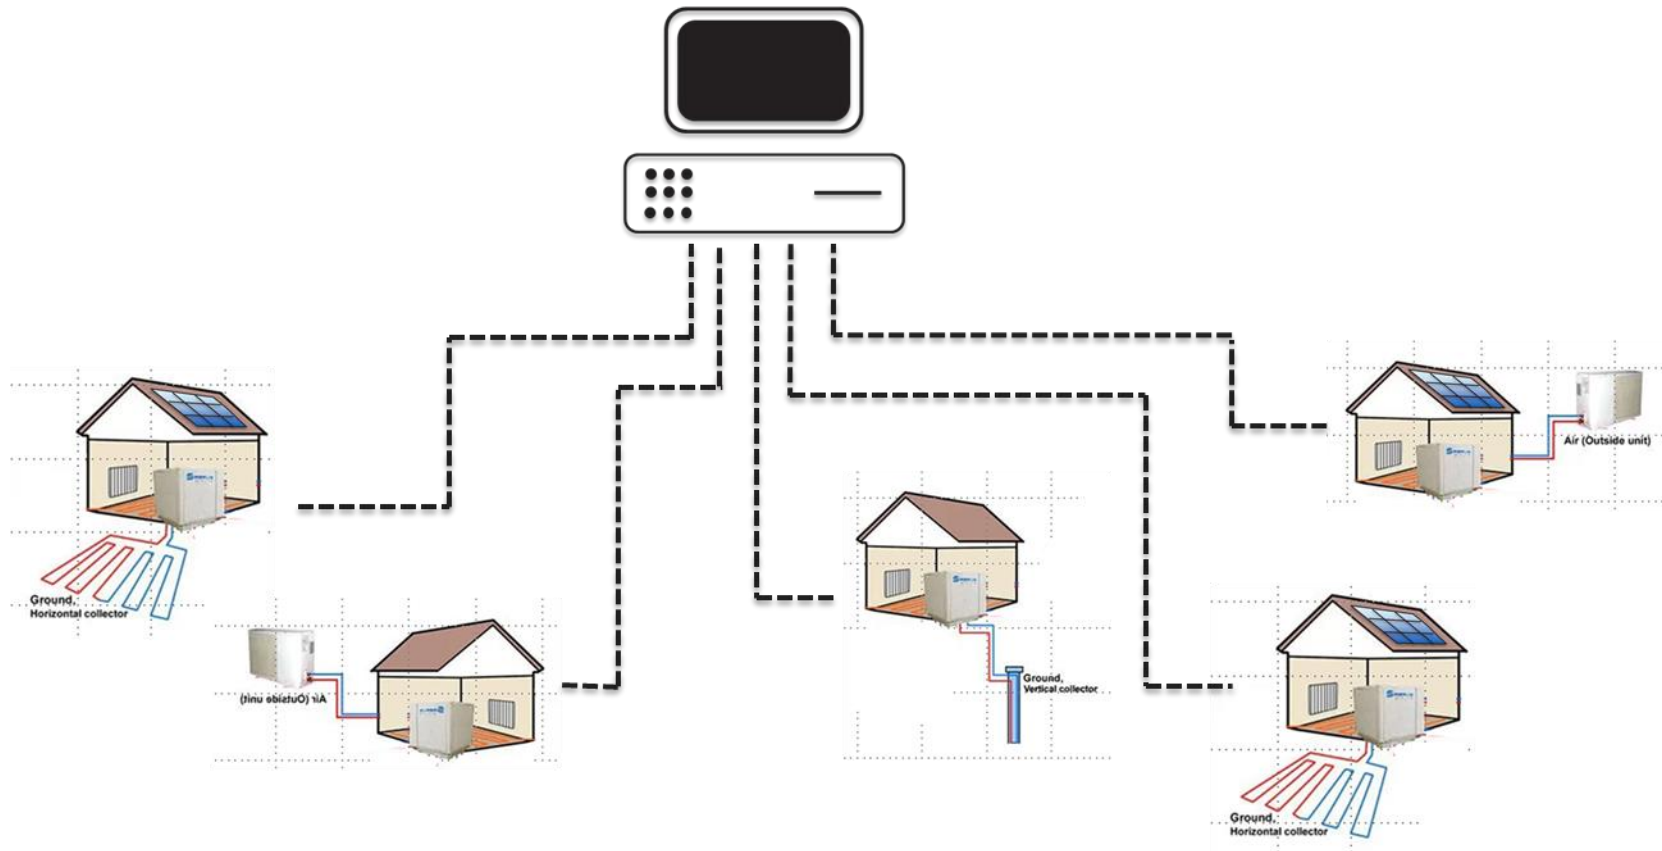 Air (Outside unit)
Ground,
Horizontal collector
Air (Outside unit)
Ground,
Vertical collector
Ground,
Horizontal collector